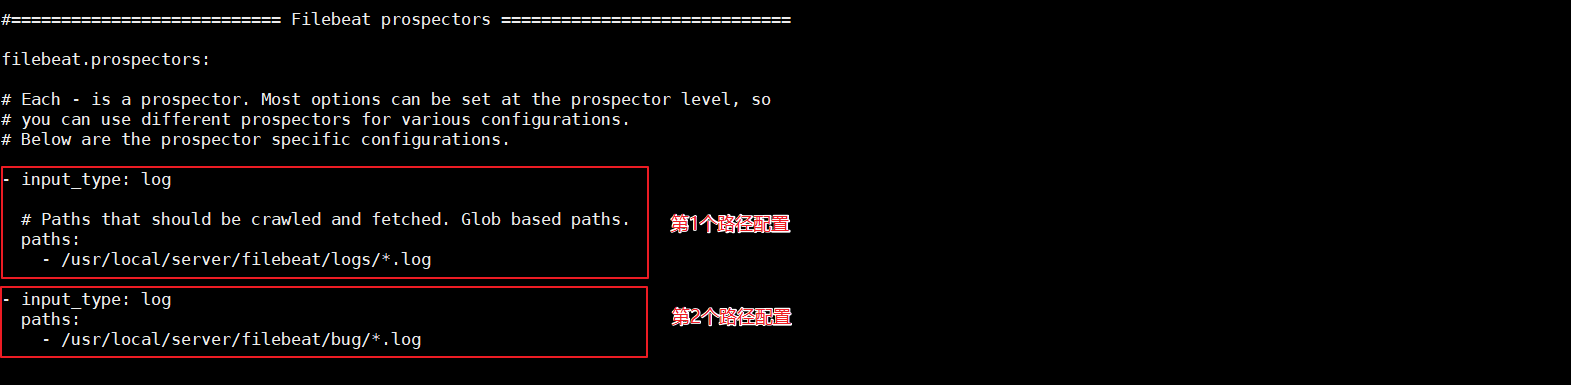 #=========================== Filebeat prospectors =============================
filebeat.prospectors:
# Each - is a prospector. Most options can be set at the prospector level, so
# you can use different prospectors for various configurations.
# Below are the prospector specific configurations.
- input_type: log
# Paths that should be crawled and fetched. Glob based paths.
paths:
- /usr/local/server/filebeat/logs/*.log
第1个路径配置
- input_type: log
paths:
- /usr/local/server/filebeat/bug/*.log
第2个路径配置